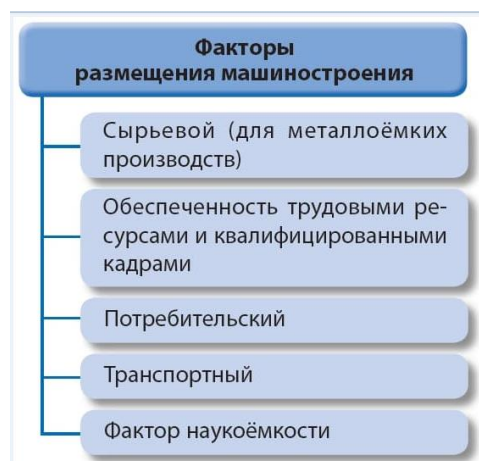 Факторы
размещения машиностроения
Сырьевой (для металлоёмких
производств)
Обеспеченность трудовыми ре-
сурсами и квалифицированными
кадрами
Потребительский
Транспортный
Фактор наукоёмкости